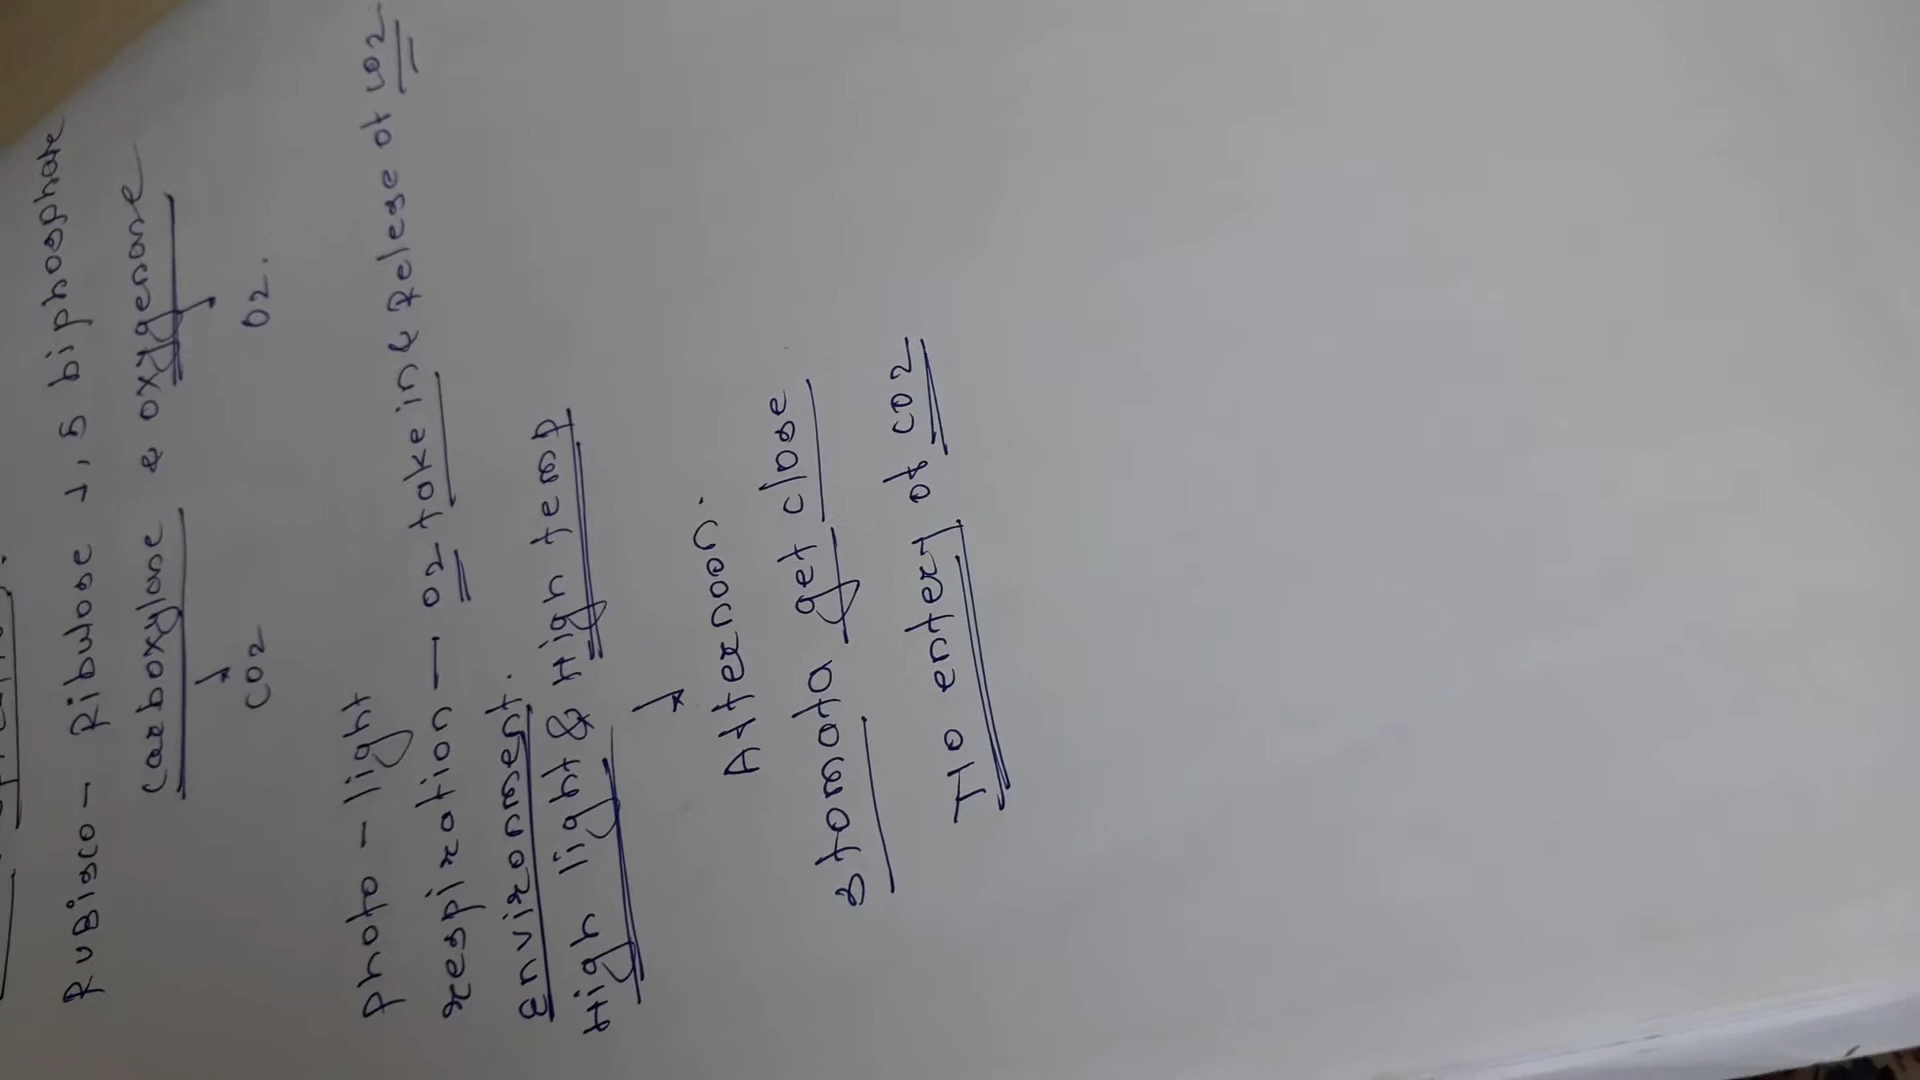 RuBisco - Ribulose 1,5 biphosphate
carboxylase & oxygenase
CO2 O2.
Photo - light
respiration - O2 take in & Release of CO2
Environment.
High light & High temp
Afternoon.
stomata get close
No entery of CO2